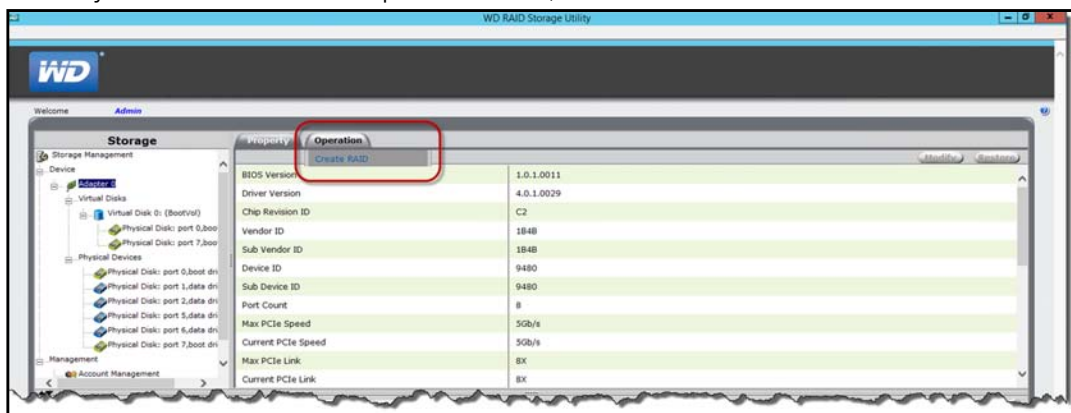 WD RAID Storage Utility
WD
Welcome Admin
Storage
Property
Operation
Create RAID
Modify
Restore
Storage Management
Device
Adapter 0
Virtual Disks
Virtual Disk 0: (BootVol)
Physical Disk: port 0,boo
Physical Disk: port 7,boo
Physical Devices
Physical Disk: port 0,boot dri
Physical Disk: port 1,data dri
Physical Disk: port 2,data dri
Physical Disk: port 5,data dri
Physical Disk: port 6,data dri
Physical Disk: port 7,boot dri
Management
Account Management
BIOS Version 1.0.1.0011
Driver Version 4.0.1.0029
Chip Revision ID C2
Vendor ID 1B4B
Sub Vendor ID 1B4B
Device ID 9480
Sub Device ID 9480
Port Count 8
Max PCIe Speed 5Gb/s
Current PCIe Speed 5Gb/s
Max PCIe Link 8X
Current PCIe Link 8X